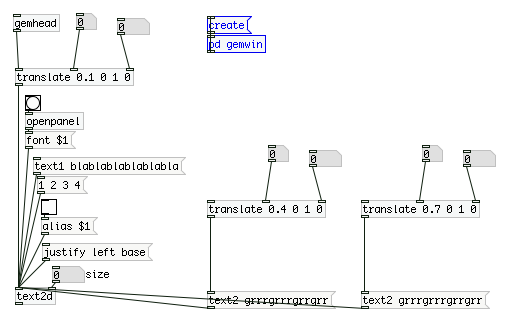 gemhead
0
0
create
pd gemwin
translate 0.1 0 1 0
openpanel
font $1
text1 blablablablablabla
1 2 3 4
alias $1
justify left base
0 size
text2d
0
0
translate 0.4 0 1 0
text2 grrrgrrrgrrgrr
0
0
translate 0.7 0 1 0
text2 grrrgrrrgrrgrr